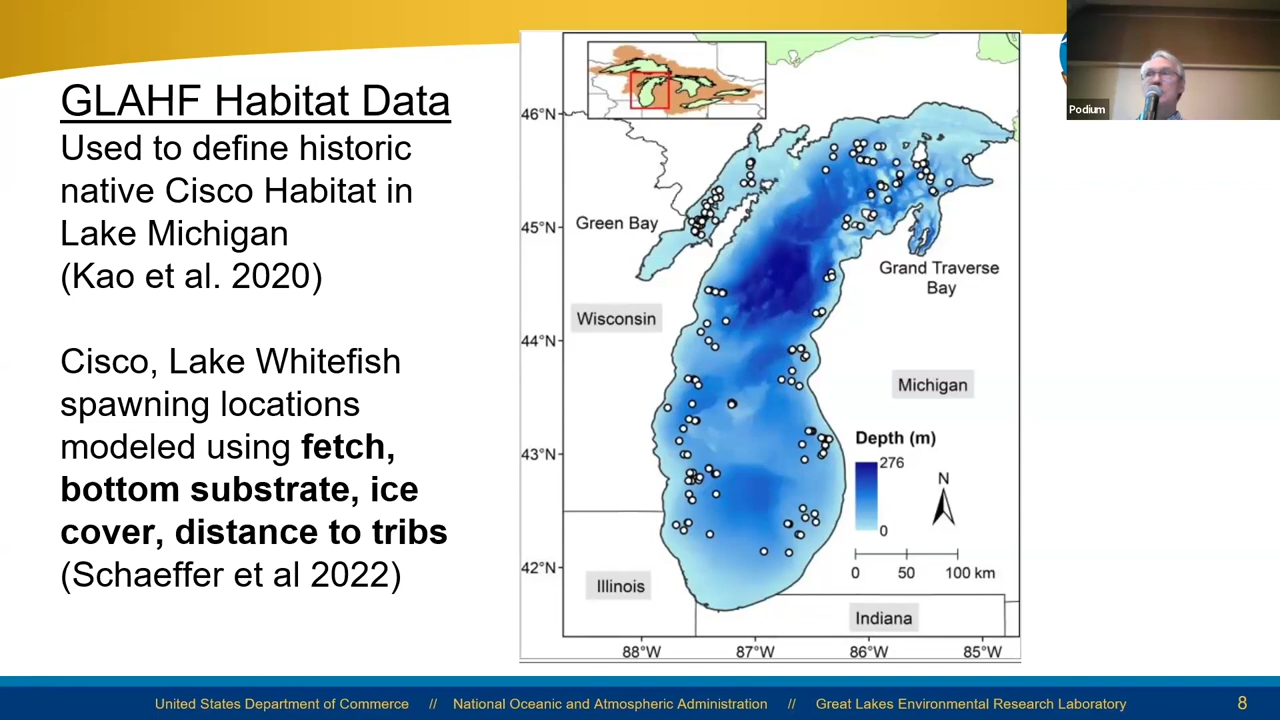 GLAHF Habitat Data
Used to define historic
native Cisco Habitat in
Lake Michigan
(Kao et al. 2020)
Cisco, Lake Whitefish
spawning locations
modeled using fetch,
bottom substrate, ice
cover, distance to tribs
(Schaeffer et al 2022)
46°N
45°N
44°N
43°N
42°N
Green Bay
Grand Traverse
Bay
Wisconsin
Michigan
Depth (m)
276
0
N
0 50 100 km
Illinois
Indiana
88°W 87°W 86°W 85°W
Podium
United States Department of Commerce // National Oceanic and Atmospheric Administration // Great Lakes Environmental Research Laboratory 8